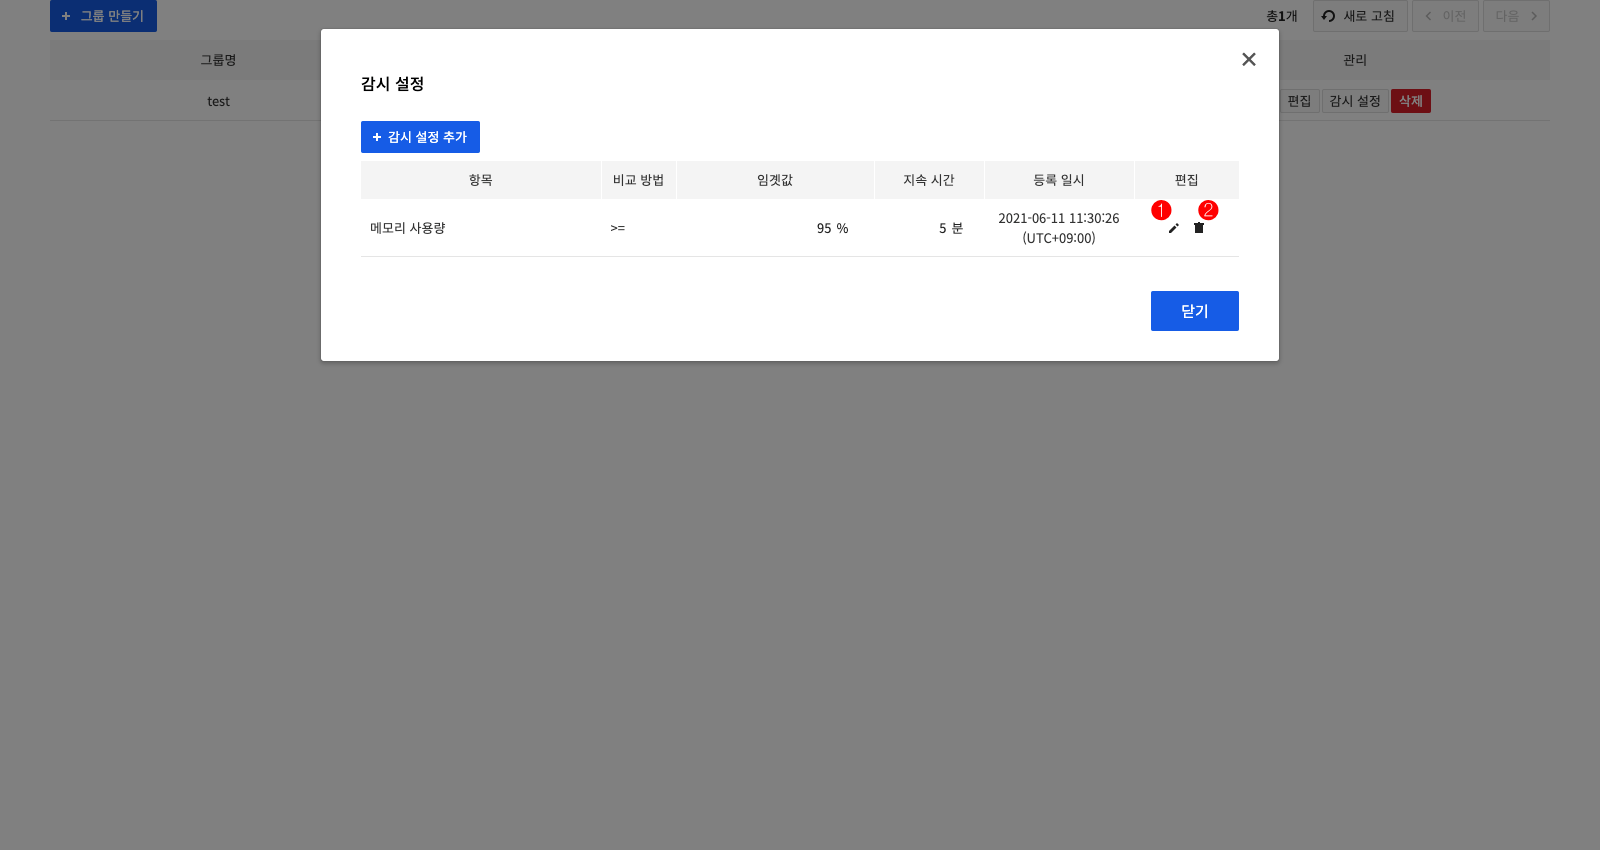 + 그룹 만들기
총1개 새로 고침 이전 다음
그룹명 관리
test 편집 감시 설정 삭제
감시 설정
+ 감시 설정 추가
항목 비교 방법 임곗값 지속 시간 등록 일시 편집
1 2
메모리 사용량 >= 95 % 5 분 2021-06-11 11:30:26
(UTC+09:00)
닫기